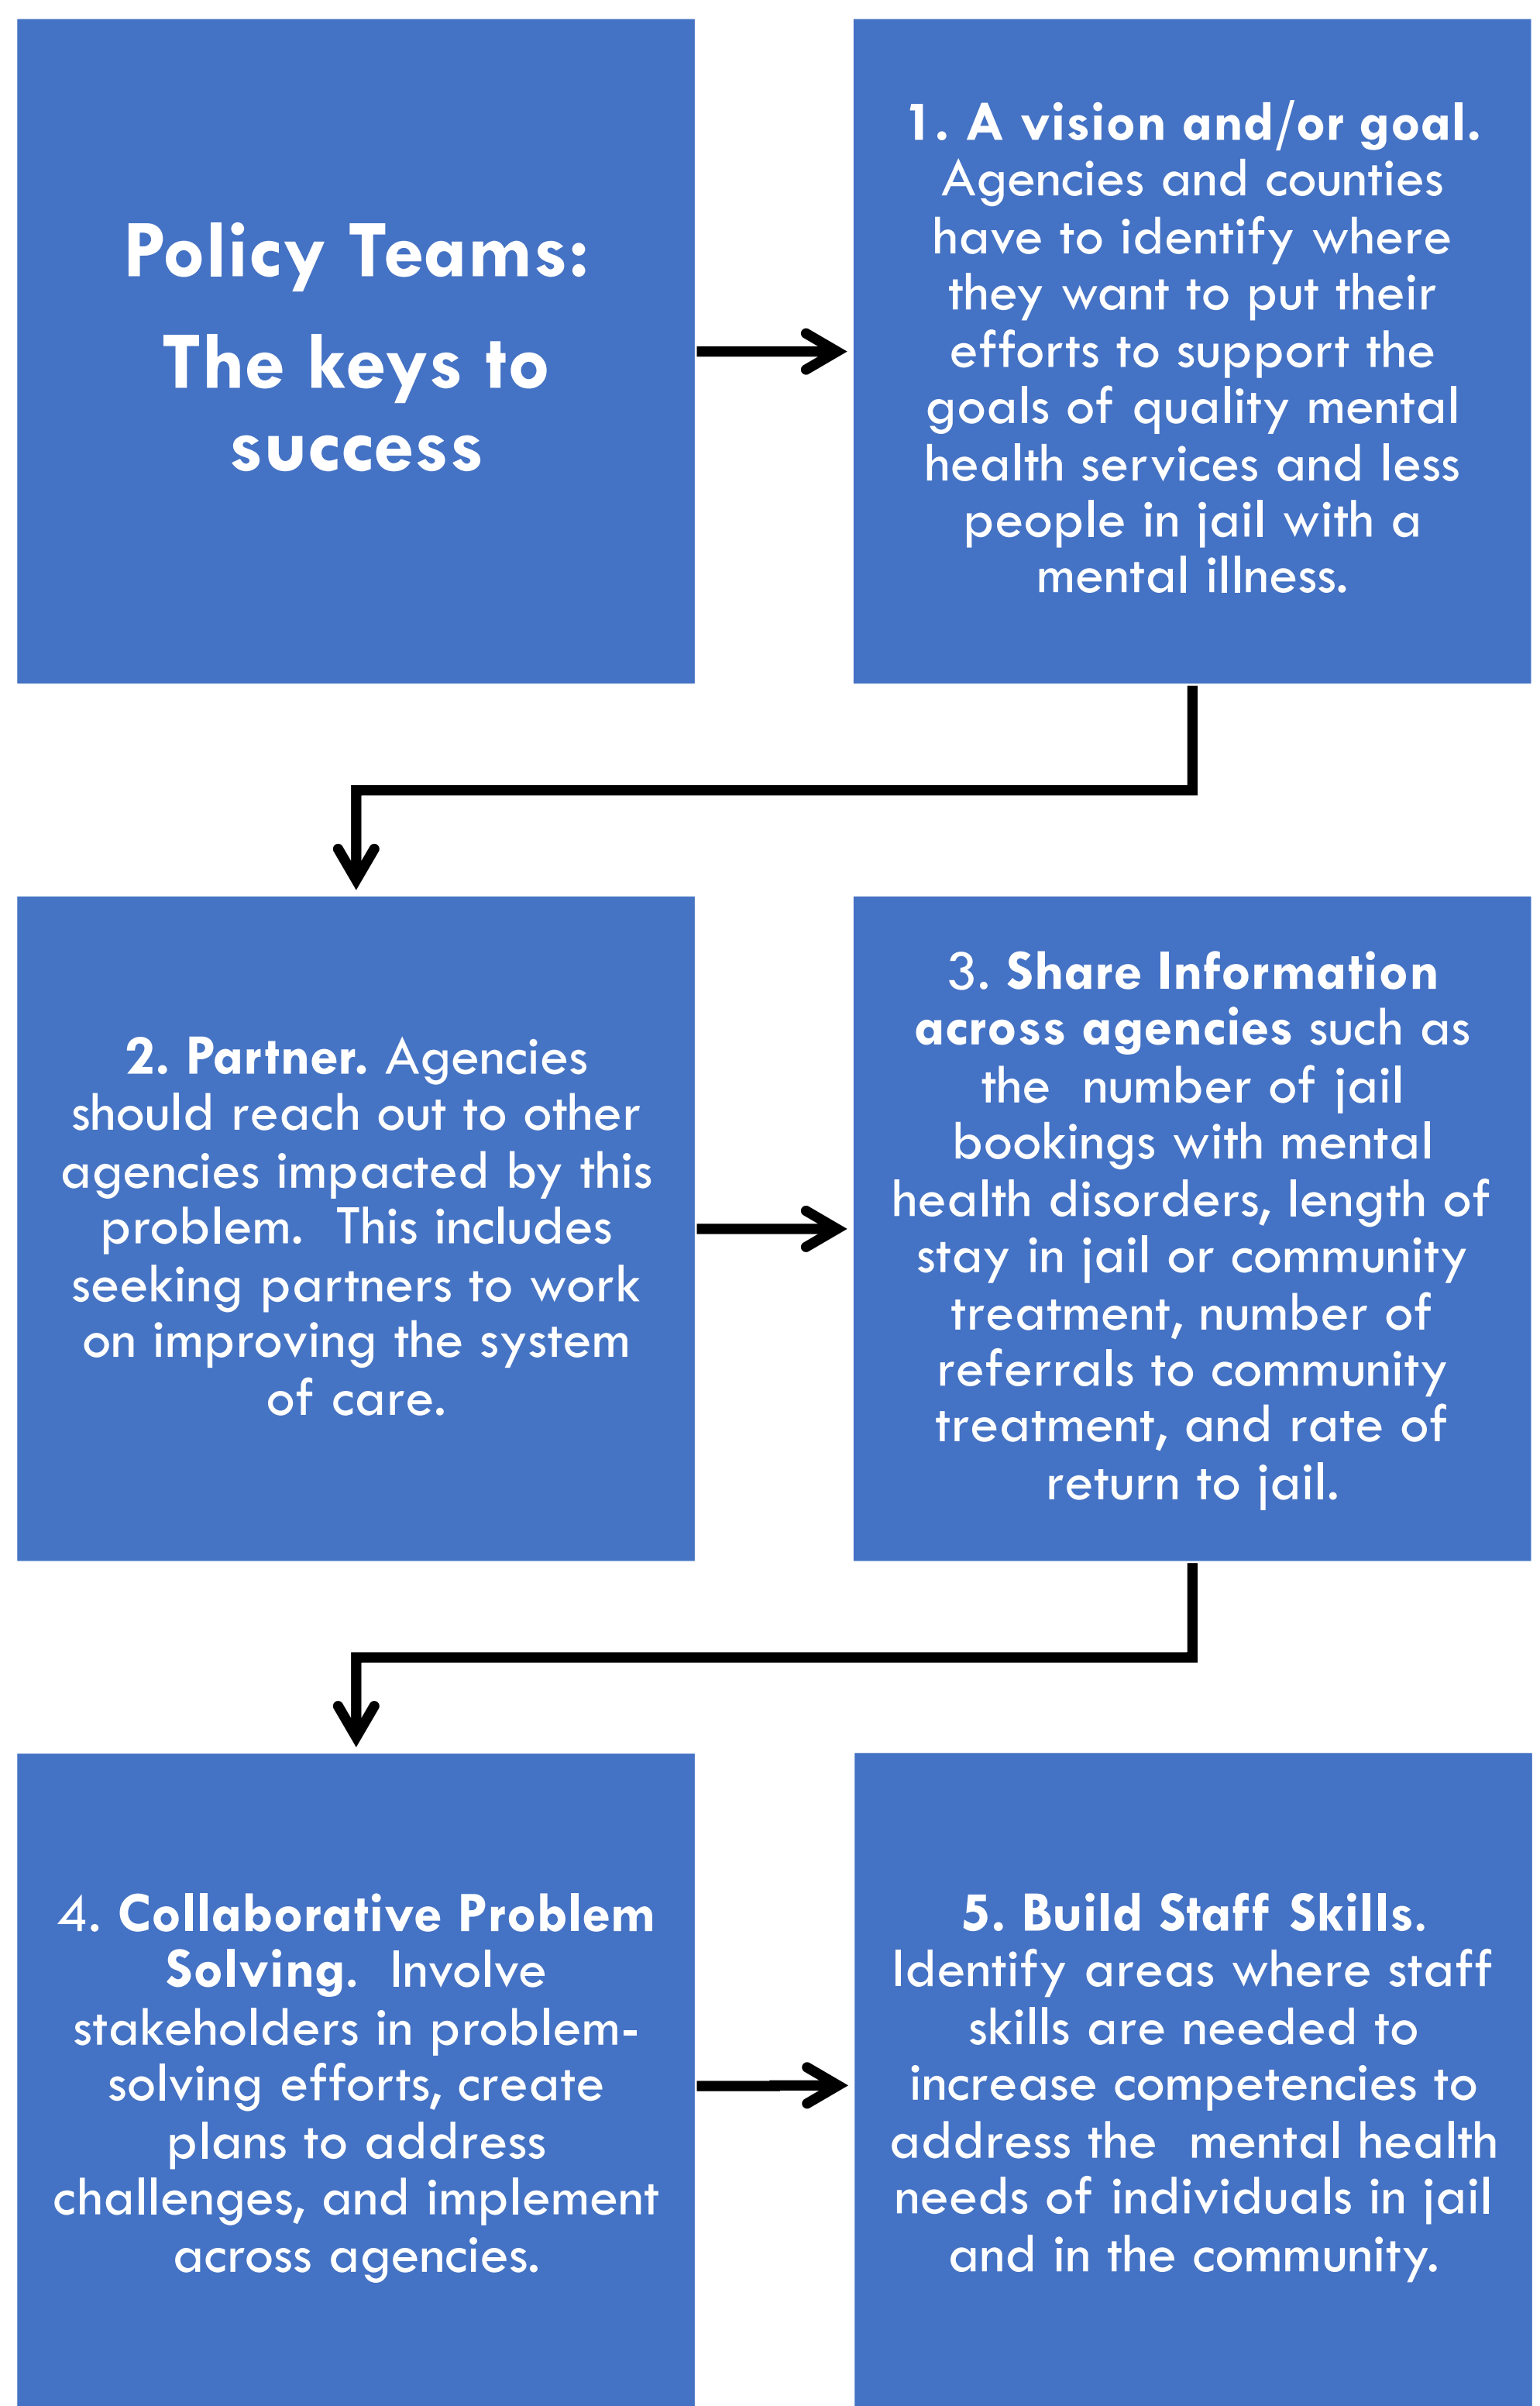 Policy Teams:
The keys to
success
1. A vision and/or goal.
Agencies and counties
have to identify where
they want to put their
efforts to support the
goals of quality mental
health services and less
people in jail with a
mental illness.
2. Partner. Agencies
should reach out to other
agencies impacted by this
problem.  This includes
seeking partners to work
on improving the system
of care.
3. Share Information
across agencies such as
the  number of jail
bookings with mental
health disorders, length of
stay in jail or community
treatment, number of
referrals to community
treatment, and rate of
return to jail.
4. Collaborative Problem
Solving.  Involve
stakeholders in problem-
solving efforts, create
plans to address
challenges, and implement
across agencies.
5. Build Staff Skills.
Identify areas where staff
skills are needed to
increase competencies to
address the  mental health
needs of individuals in jail
and in the community.